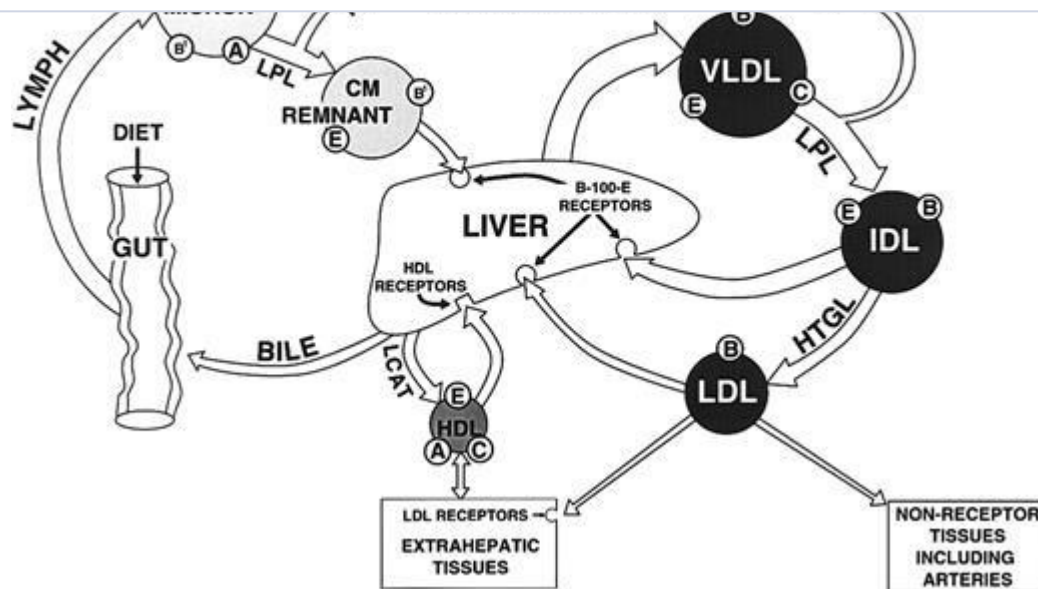 MICRON
B'
A
LPL
LYMPH
CM
REMNANT
B'
E
DIET
GUT
BILE
LIVER
B-100-E
RECEPTORS
HDL
RECEPTORS
LCAT
E
HDL
A
C
B
VLDL
E
C
LPL
E
B
IDL
HTGL
B
LDL
LDL RECEPTORS
EXTRAHEPATIC
TISSUES
NON-RECEPTOR
TISSUES
INCLUDING
ARTERIES